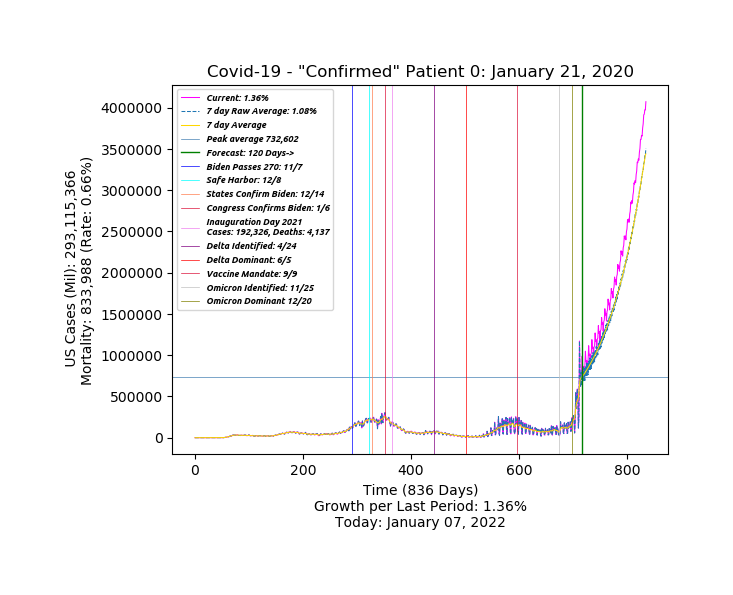 Covid-19 - "Confirmed" Patient 0: January 21, 2020
US Cases (Mil): 293,115,366
Mortality: 833,988 (Rate: 0.66%)
4000000
3500000
3000000
2500000
2000000
1500000
1000000
500000
0
Current: 1.36%
7 day Raw Average: 1.08%
7 day Average
Peak average 732,602
Forecast: 120 Days->
Biden Passes 270: 11/7
Safe Harbor: 12/8
States Confirm Biden: 12/14
Congress Confirms Biden: 1/6
Inauguration Day 2021
Cases: 192,326, Deaths: 4,137
Delta Identified: 4/24
Delta Dominant: 6/5
Vaccine Mandate: 9/9
Omicron Identified: 11/25
Omicron Dominant 12/20
0 200 400 600 800
Time (836 Days)
Growth per Last Period: 1.36%
Today: January 07, 2022